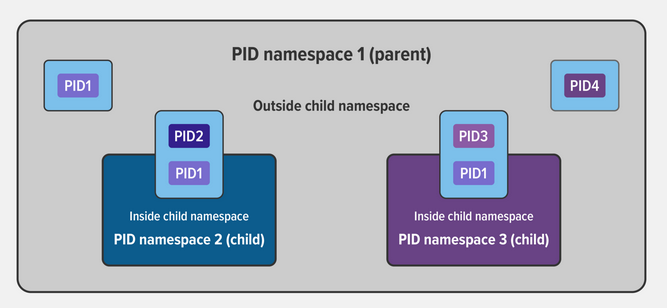 PID namespace 1 (parent)
PID1
PID4
Outside child namespace
PID2
PID1
Inside child namespace
PID namespace 2 (child)
PID3
PID1
Inside child namespace
PID namespace 3 (child)